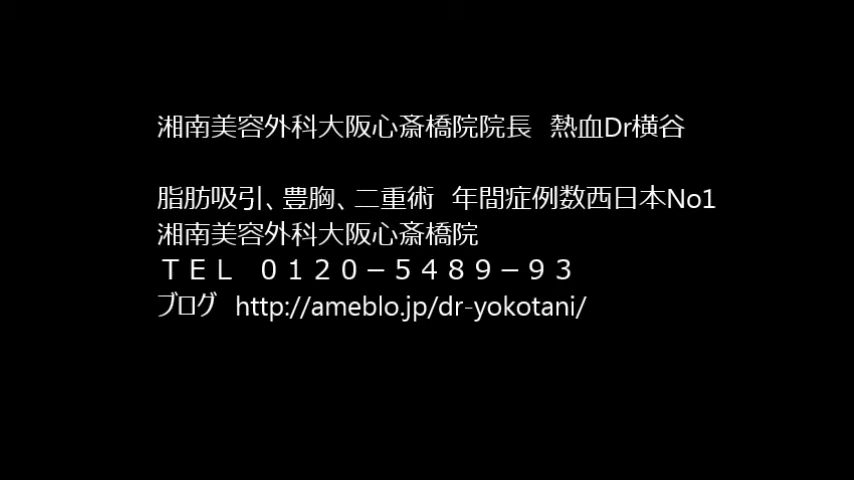 湘南美容外科大阪心斎橋院院長　熱血Dr横谷
脂肪吸引、豊胸、二重術　年間症例数西日本No1
湘南美容外科大阪心斎橋院
ＴＥＬ　０１２０－５４８９－９３
ブログ　http://ameblo.jp/dr-yokotani/